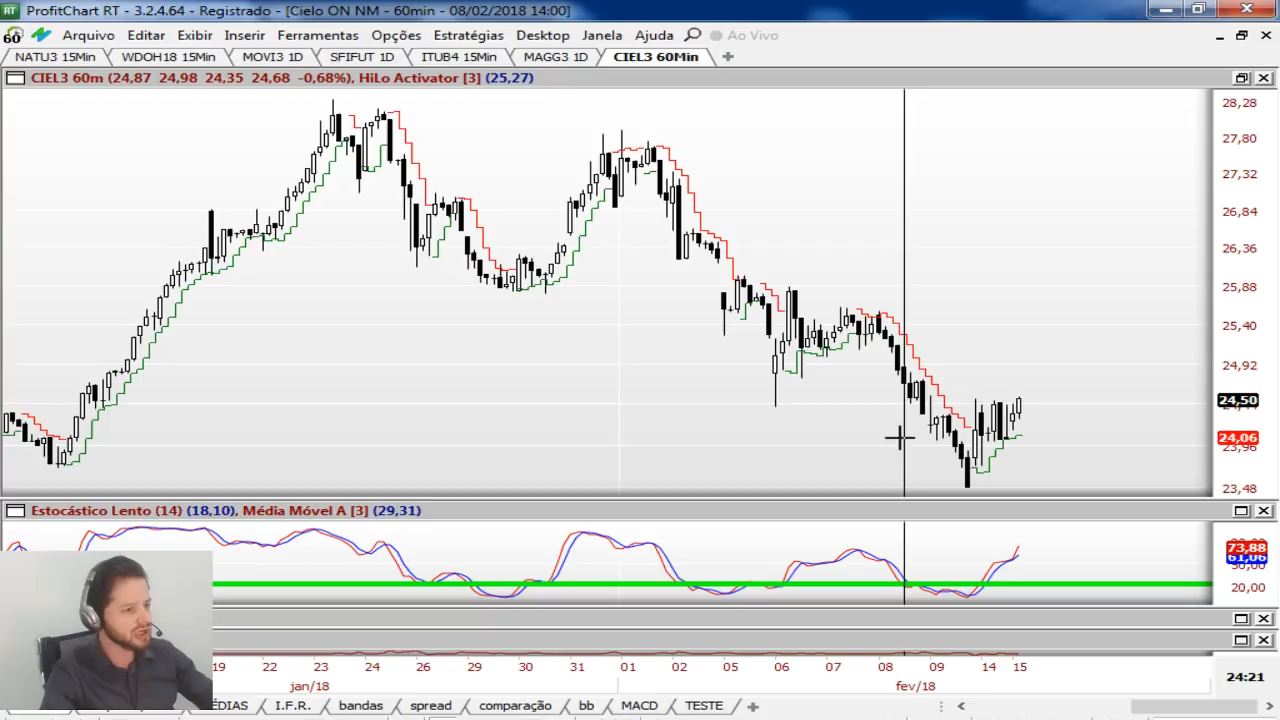 RT ProfitChart RT - 3.2.4.64 - Registrado - [Cielo ON NM - 60min - 08/02/2018 14:00]
60 Arquivo Editar Exibir Inserir Ferramentas Opções Estratégias Desktop Janela Ajuda Ao Vivo
NATU3 15Min WDOH18 15Min MOVI3 1D SFIFUT 1D ITUB4 15Min MAGG3 1D CIEL3 60Min
CIEL3 60m (24,87 24,98 24,35 24,68 -0,68%), HiLo Activator [3] (25,27)
28,28
27,80
27,32
26,84
26,36
25,88
25,40
24,92
24,50
24,06
23,96
23,48
Estocástico Lento (14) (18,10), Média Móvel A [3] (29,31)
73,88
61,06
20,00
19 22 23 24 26 29 30 31 01 02 05 06 07 08 09 14 15
jan/18 fev/18
24:21
I.F.R. bandas spread comparação bb MACD TESTE